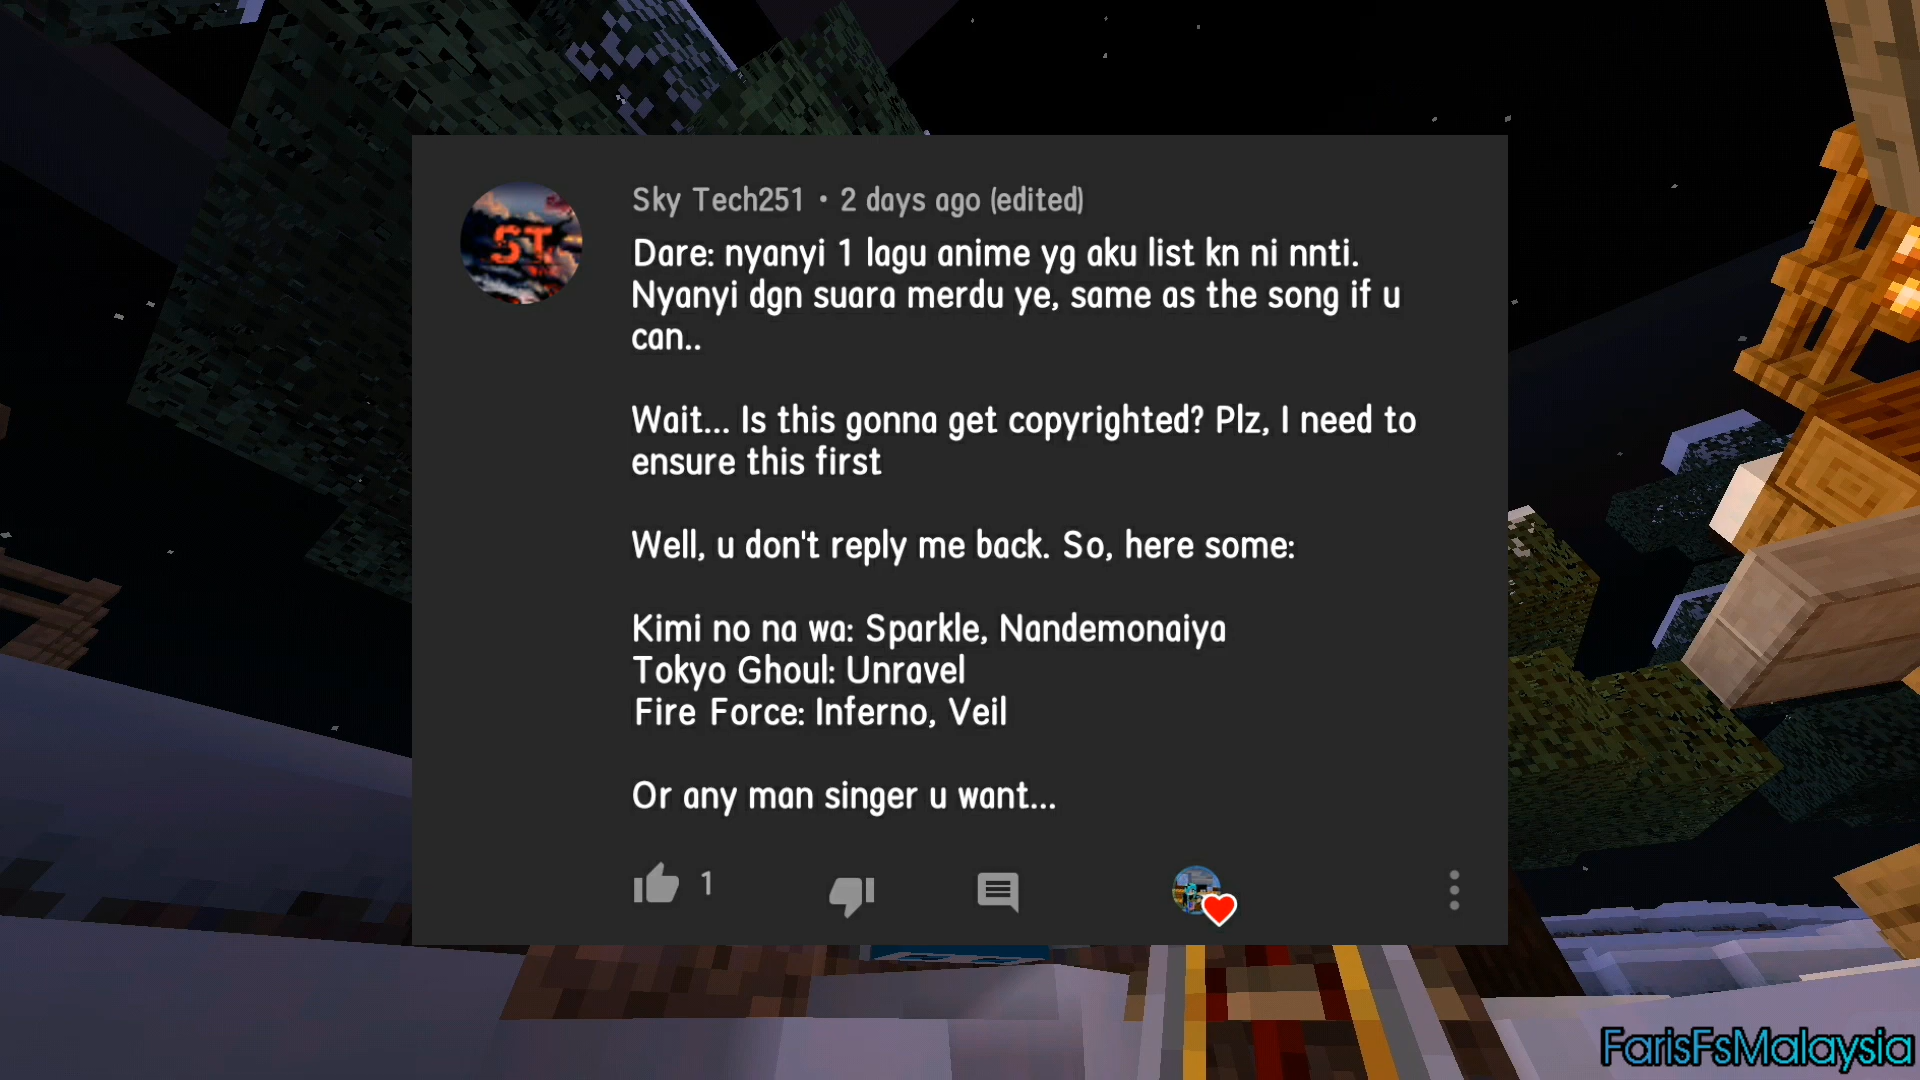 ST
Sky Tech251 • 2 days ago (edited)
Dare: nyanyi 1 lagu anime yg aku list kn ni nnti.
Nyanyi dgn suara merdu ye, same as the song if u
can..
Wait... Is this gonna get copyrighted? Plz, I need to
ensure this first
Well, u don't reply me back. So, here some:
Kimi no na wa: Sparkle, Nandemonaiya
Tokyo Ghoul: Unravel
Fire Force: Inferno, Veil
Or any man singer u want...
1
FarisFsMalaysia